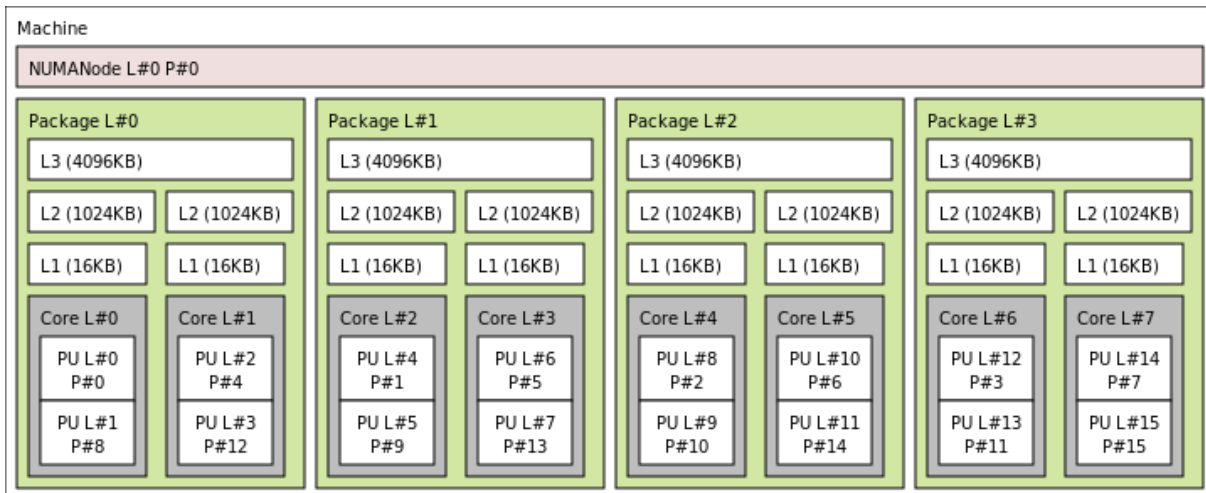 Machine
NUMANode L#0 P#0
Package L#0 Package L#1 Package L#2 Package L#3
L3 (4096KB) L3 (4096KB) L3 (4096KB) L3 (4096KB)
L2 (1024KB) L2 (1024KB) L2 (1024KB) L2 (1024KB) L2 (1024KB) L2 (1024KB) L2 (1024KB) L2 (1024KB)
L1 (16KB) L1 (16KB) L1 (16KB) L1 (16KB) L1 (16KB) L1 (16KB) L1 (16KB) L1 (16KB)
Core L#0 Core L#1 Core L#2 Core L#3 Core L#4 Core L#5 Core L#6 Core L#7
PU L#0 PU L#2 PU L#4 PU L#6 PU L#8 PU L#10 PU L#12 PU L#14
P#0 P#4 P#1 P#5 P#2 P#6 P#3 P#7
PU L#1 PU L#3 PU L#5 PU L#7 PU L#9 PU L#11 PU L#13 PU L#15
P#8 P#12 P#9 P#13 P#10 P#14 P#11 P#15